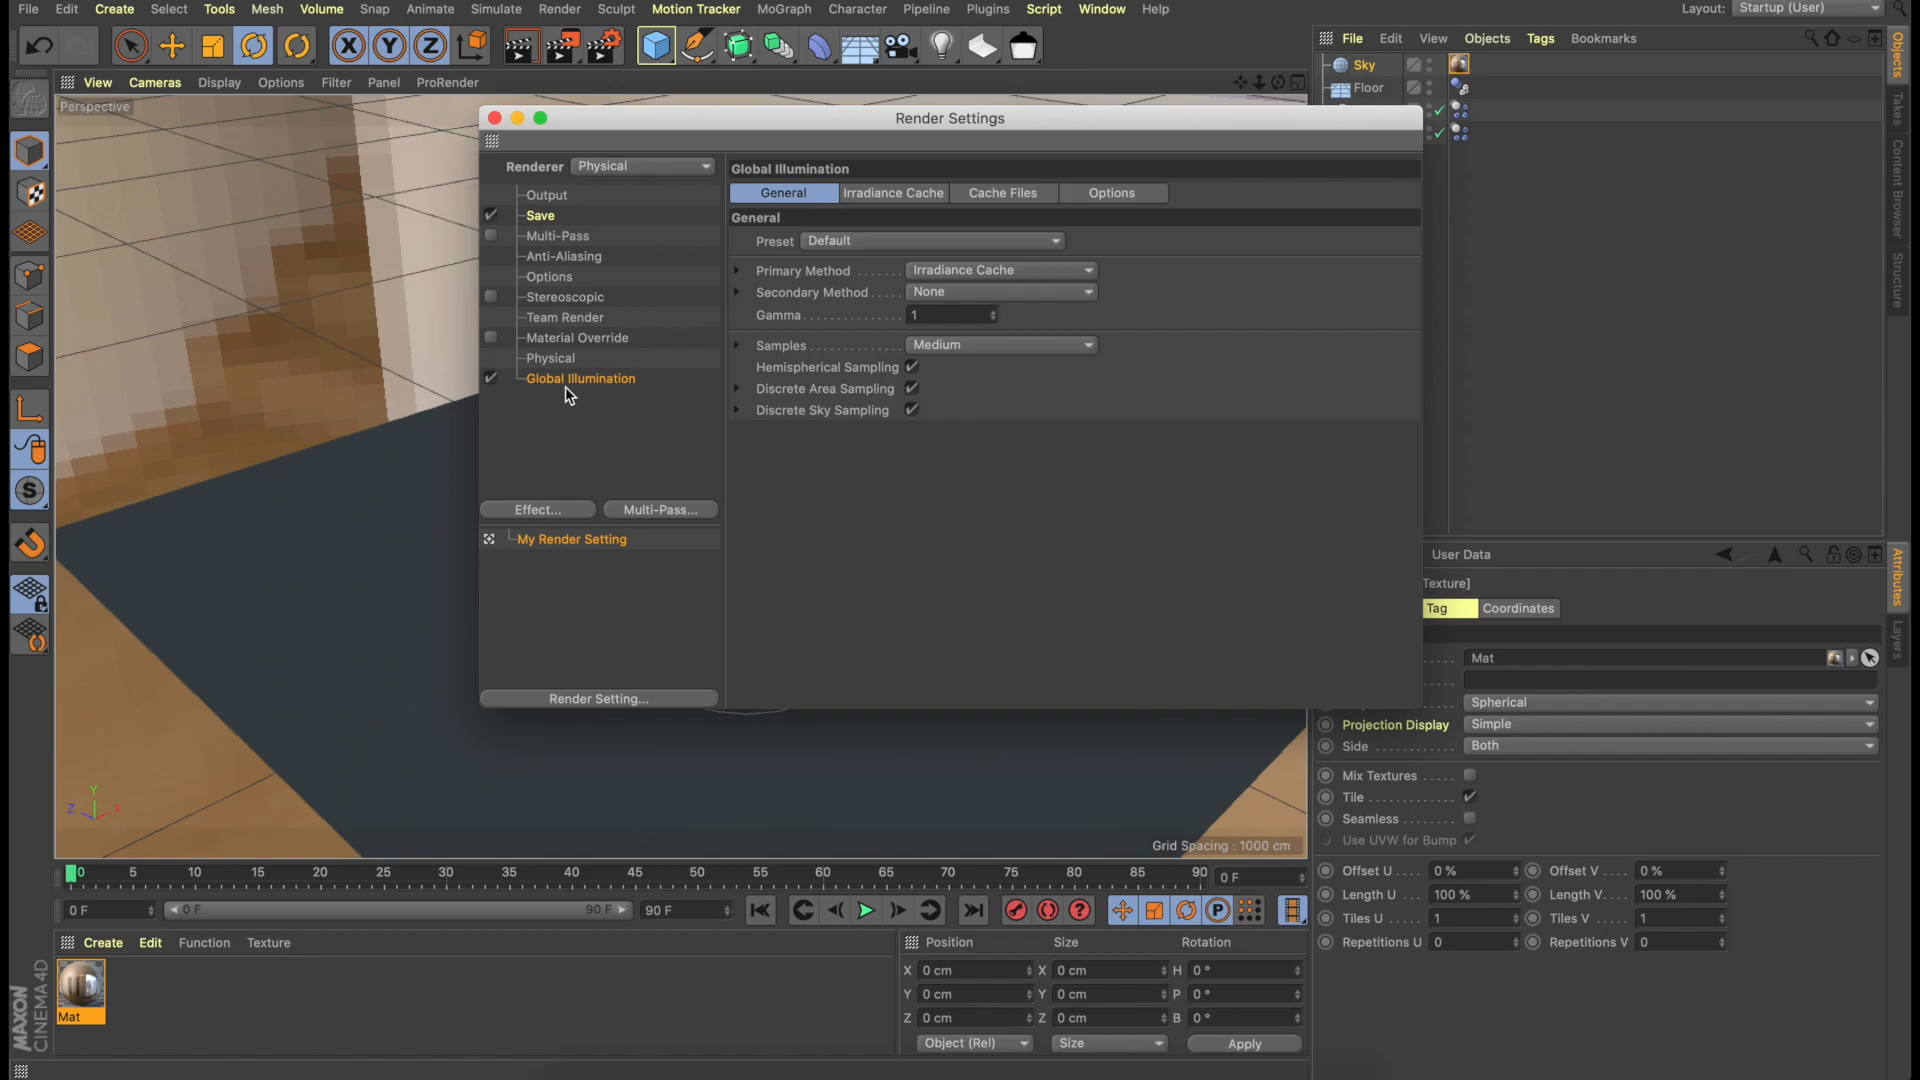 File Edit Create Select Tools Mesh Volume Snap Animate Simulate Render Sculpt Motion Tracker MoGraph Character Pipeline Plugins Script Window Help Layout: Startup (User)
File Edit View Objects Tags Bookmarks
View Cameras Display Options Filter Panel ProRender
Perspective
Sky
Floor
Objects
Takes
Content Browser
Structure
Render Settings
Renderer Physical
Output
Save
Multi-Pass
Anti-Aliasing
Options
Stereoscopic
Team Render
Material Override
Physical
Global Illumination
Effect... Multi-Pass...
My Render Setting
Render Setting...
Global Illumination
General Irradiance Cache Cache Files Options
General
Preset Default
Primary Method Irradiance Cache
Secondary Method None
Gamma 1
Samples Medium
Hemispherical Sampling
Discrete Area Sampling
Discrete Sky Sampling
Grid Spacing : 1000 cm
User Data
Texture]
Tag Coordinates
Mat
Spherical
Projection Display Simple
Side Both
Mix Textures
Tile
Seamless
Use UVW for Bump
Offset U 0 % Offset V 0 %
Length U 100 % Length V 100 %
Tiles U 1 Tiles V 1
Repetitions U 0 Repetitions V 0
Attributes
Layers
0 5 10 15 20 25 30 35 40 45 50 55 60 65 70 75 80 85 90 0 F
0 F 0 F 90 F 90 F
Create Edit Function Texture
Mat
MAXON
CINEMA 4D
Position Size Rotation
X 0 cm X 0 cm H 0 °
Y 0 cm Y 0 cm P 0 °
Z 0 cm Z 0 cm B 0 °
Object (Rel) Size Apply
X Y Z